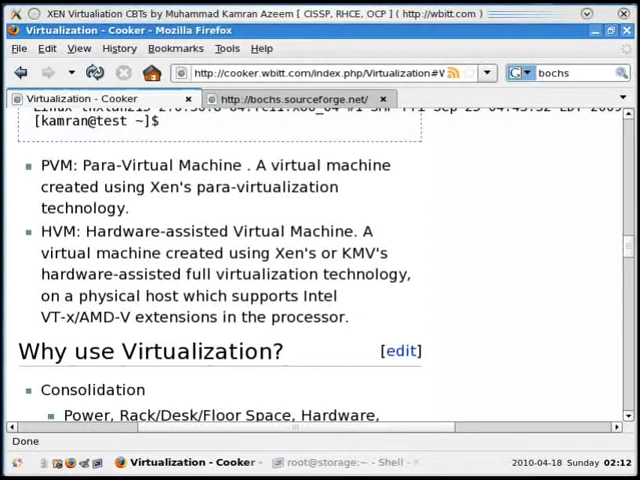 XEN Virtualiation CBTs by Muhammad Kamran Azeem [ CISSP, RHCE, OCP ] ( http://wbitt.com )
Virtualization - Cooker - Mozilla Firefox
File Edit View History Bookmarks Tools Help
http://cooker.wbitt.com/index.php/Virtualization#V
bochs
Virtualization - Cooker
http://bochs.sourceforge.net/
[kamran@test ~]$
PVM: Para-Virtual Machine . A virtual machine
created using Xen's para-virtualization
technology.
HVM: Hardware-assisted Virtual Machine. A
virtual machine created using Xen's or KMV's
hardware-assisted full virtualization technology,
on a physical host which supports Intel
VT-x/AMD-V extensions in the processor.
Why use Virtualization? [edit]
Consolidation
Power, Rack/Desk/Floor Space, Hardware,
Done
Virtualization - Cooker -
root@storage:~ - Shell -
2010-04-18 Sunday 02:12